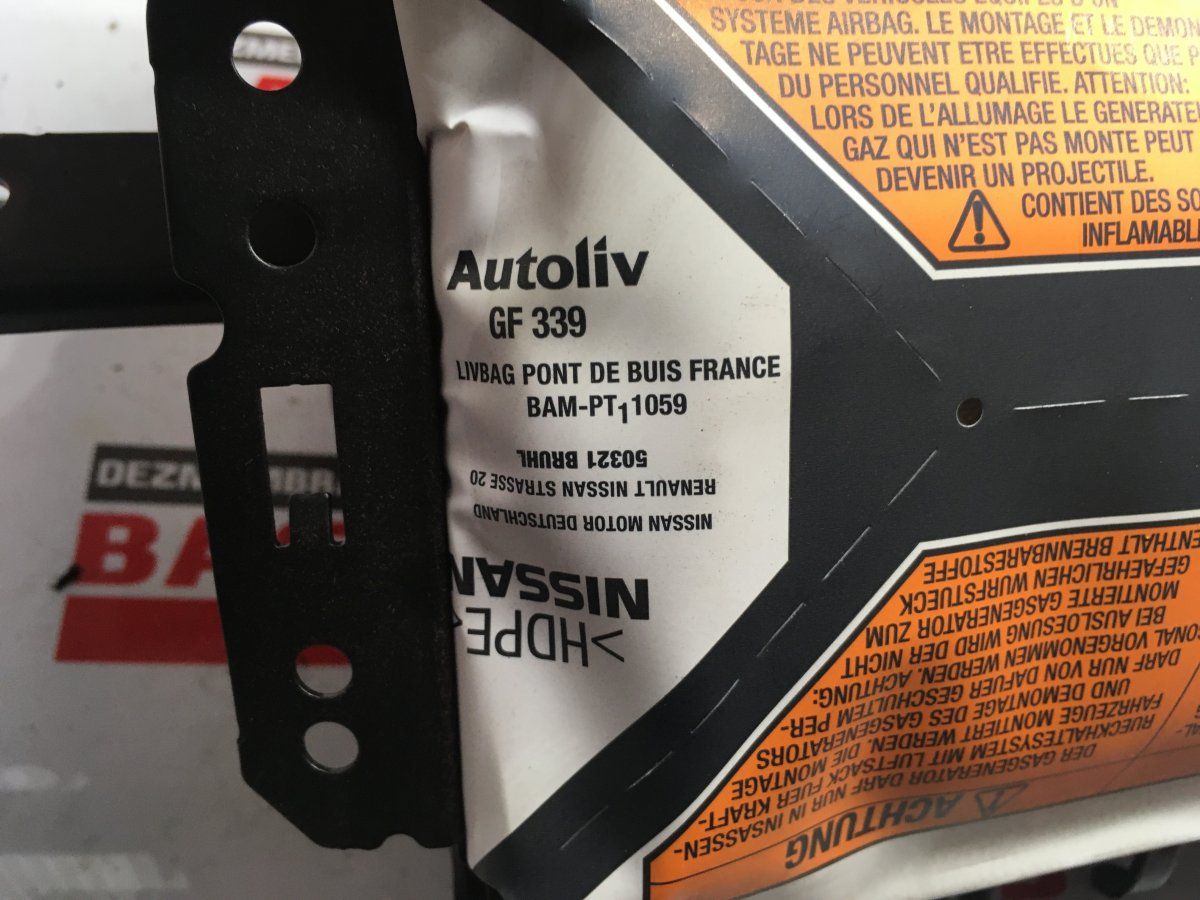 SYSTEME AIRBAG. LE MONTAGE ET LE DEMON-
TAGE NE PEUVENT ETRE EFFECTUES QUE P
DU PERSONNEL QUALIFIE. ATTENTION:
LORS DE L'ALLUMAGE LE GENERATE
GAZ QUI N'EST PAS MONTE PEUT
DEVENIR UN PROJECTILE.
CONTIENT DES SO
INFLAMABL
Autoliv
GF 339
LIVBAG PONT DE BUIS FRANCE
BAM-PT₁1059
50321 BRUHL
RENAULT NISSAN STRASSE 20
NISSAN MOTOR DEUTSCHLAND
NISSAN
>HDPE<
ACHTUNG
DER GASGENERATOR DARF NUR FUER KRAFT-
FAHRZEUGE MONTIERT WERDEN, DIE MIT LUFTSACK INSASSEN-
RUECKHALTESYSTEM
UND DEMONTAGE DES GASGENERATORS
DARF NUR VON DAFUER GESCHULTEM PER-
ONAL VORGENOMMEN WERDEN. ACHTUNG:
BEI AUSLOESUNG WIRD DER NICHT
MONTIERTE GASGENERATOR ZUM
GEFAEHRLICHEN WURFSTUECK
ENTHALT BRENNBARESTOFFE
DEZMEMBR
BA